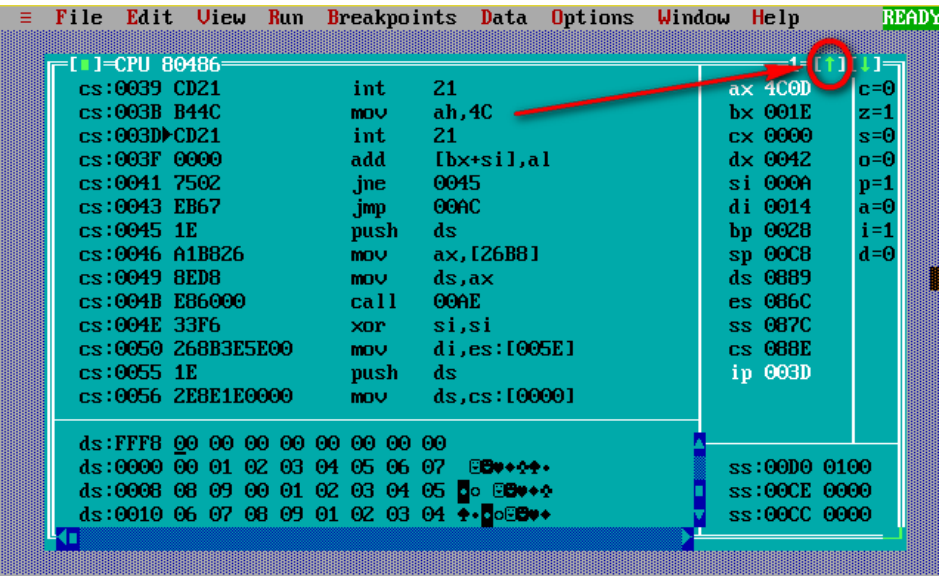 ≡ File Edit View Run Breakpoints Data Options Window Help READY
[■]=CPU 80486 1=[↑][↓]
cs:0039 CD21 int 21 ax 4C0D c=0
cs:003B B44C mov ah,4C bx 001E z=1
cs:003D►CD21 int 21 cx 0000 s=0
cs:003F 0000 add [bx+si],al dx 0042 o=0
cs:0041 7502 jne 0045 si 000A p=1
cs:0043 EB67 jmp 00AC di 0014 a=0
cs:0045 1E push ds bp 0028 i=1
cs:0046 A1B826 mov ax,[26B8] sp 00C8 d=0
cs:0049 8ED8 mov ds,ax ds 0889
cs:004B E86000 call 00AE es 086C
cs:004E 33F6 xor si,si ss 087C
cs:0050 268B3E5E00 mov di,es:[005E] cs 088E
cs:0055 1E push ds ip 003D
cs:0056 2E8E1E0000 mov ds,cs:[0000]
ds:FFF8 00 00 00 00 00 00 00 00
ds:0000 00 01 02 03 04 05 06 07 ☺☻♥♦♣♠• ss:00D0 0100
ds:0008 08 09 00 01 02 03 04 05 ◘○ ☺☻♥♦♣ ss:00CE 0000
ds:0010 06 07 08 09 01 02 03 04 ♠•◘○☺☻♥♦ ss:00CC 0000